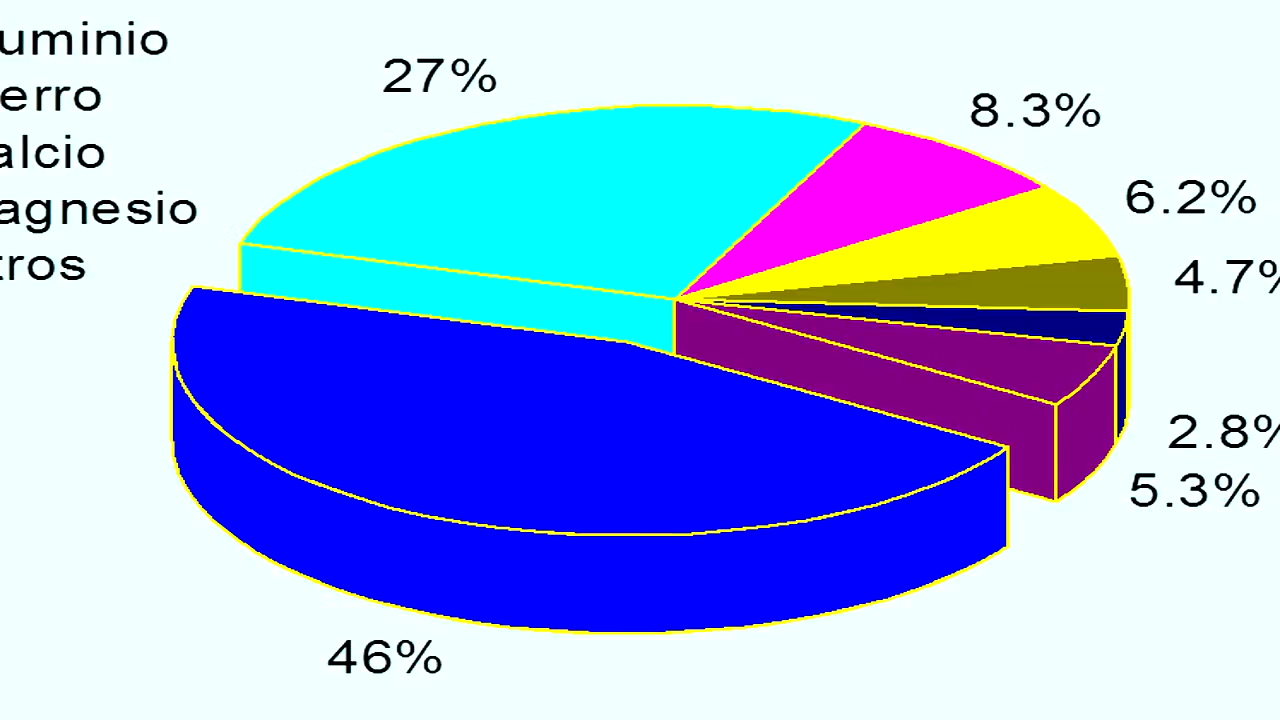 uminio
erro
alcio
agnesio
tros
27%
8.3%
6.2%
4.7%
2.8%
5.3%
46%